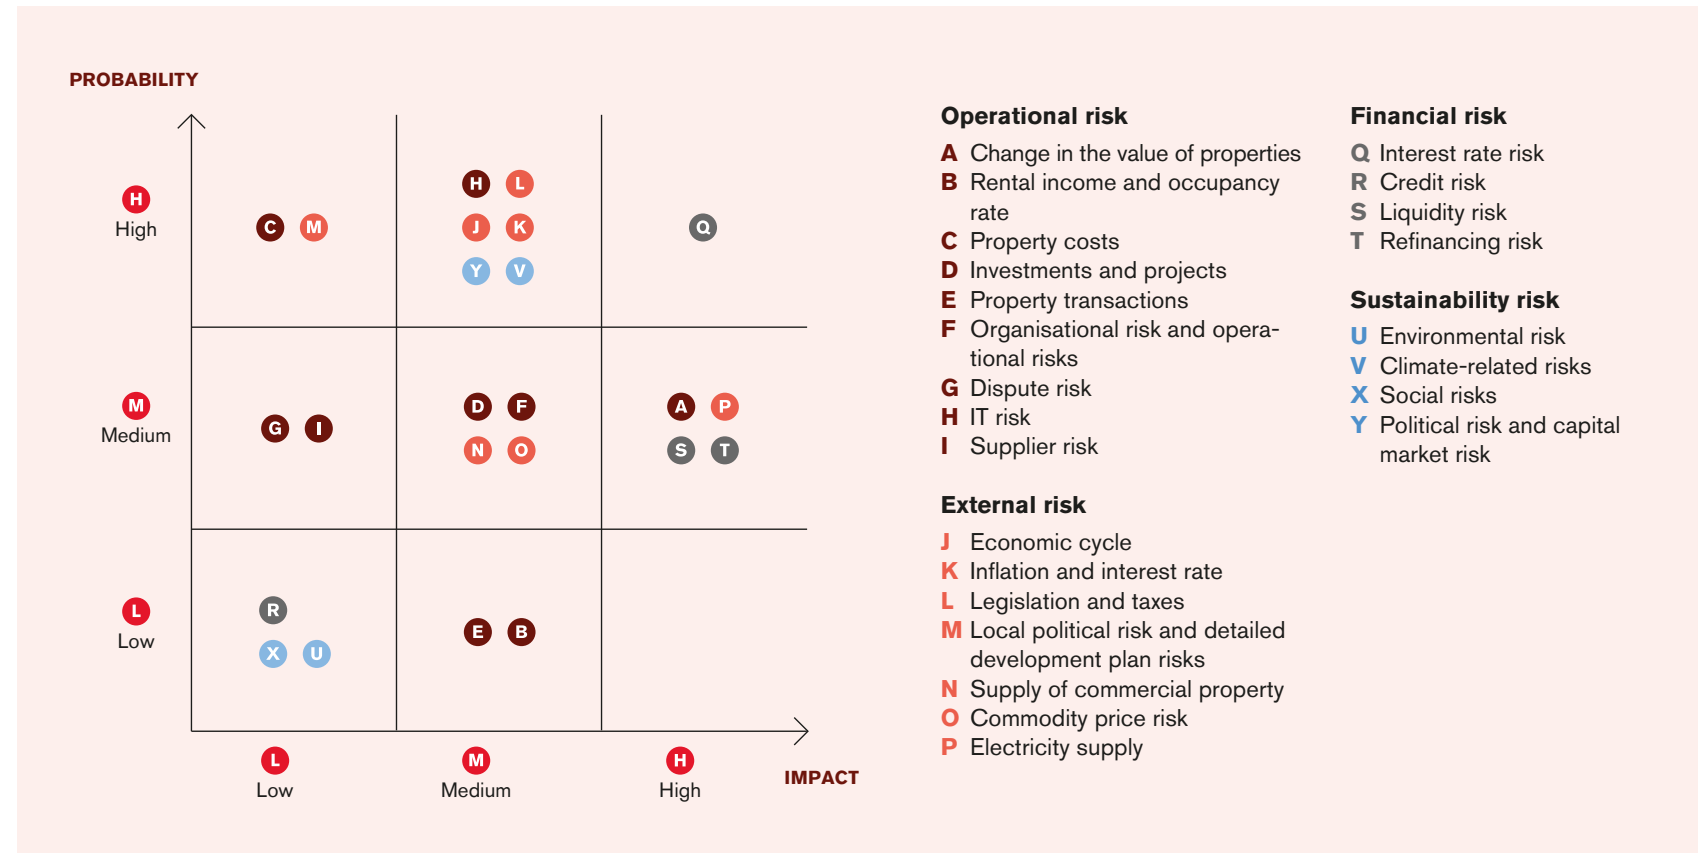 PROBABILITY
H
High
C M
H L
J K
Y V
Q
M
Medium
G I
D F
N O
A P
S T
L
Low
R
X U
E B
L
Low
M
Medium
H
High
IMPACT
Operational risk
A Change in the value of properties
B Rental income and occupancy
rate
C Property costs
D Investments and projects
E Property transactions
F Organisational risk and opera-
tional risks
G Dispute risk
H IT risk
I Supplier risk
External risk
J Economic cycle
K Inflation and interest rate
L Legislation and taxes
M Local political risk and detailed
development plan risks
N Supply of commercial property
O Commodity price risk
P Electricity supply
Financial risk
Q Interest rate risk
R Credit risk
S Liquidity risk
T Refinancing risk
Sustainability risk
U Environmental risk
V Climate-related risks
X Social risks
Y Political risk and capital
market risk